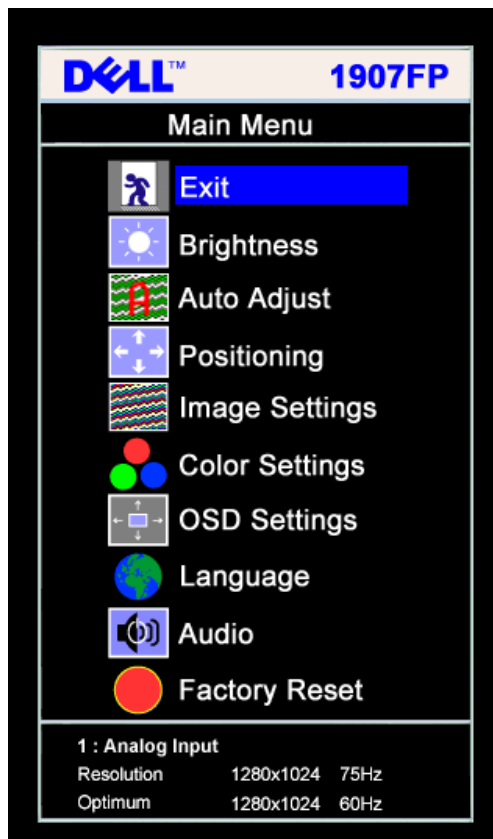 DELL™ 1907FP
Main Menu
Exit
Brightness
Auto Adjust
Positioning
Image Settings
Color Settings
OSD Settings
Language
Audio
Factory Reset
1 : Analog Input
Resolution 1280x1024 75Hz
Optimum 1280x1024 60Hz